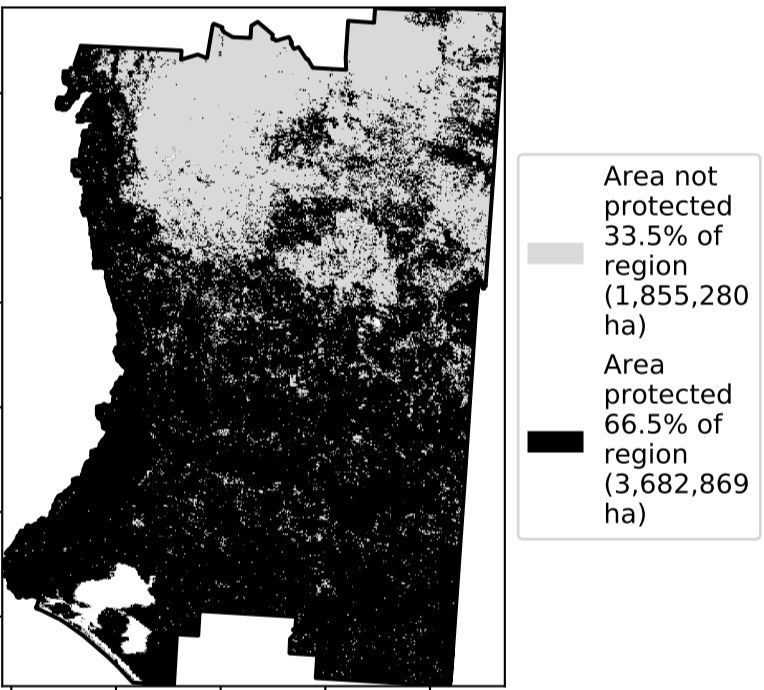 Area not
protected
33.5% of
region
(1,855,280
ha)
Area
protected
66.5% of
region
(3,682,869
ha)